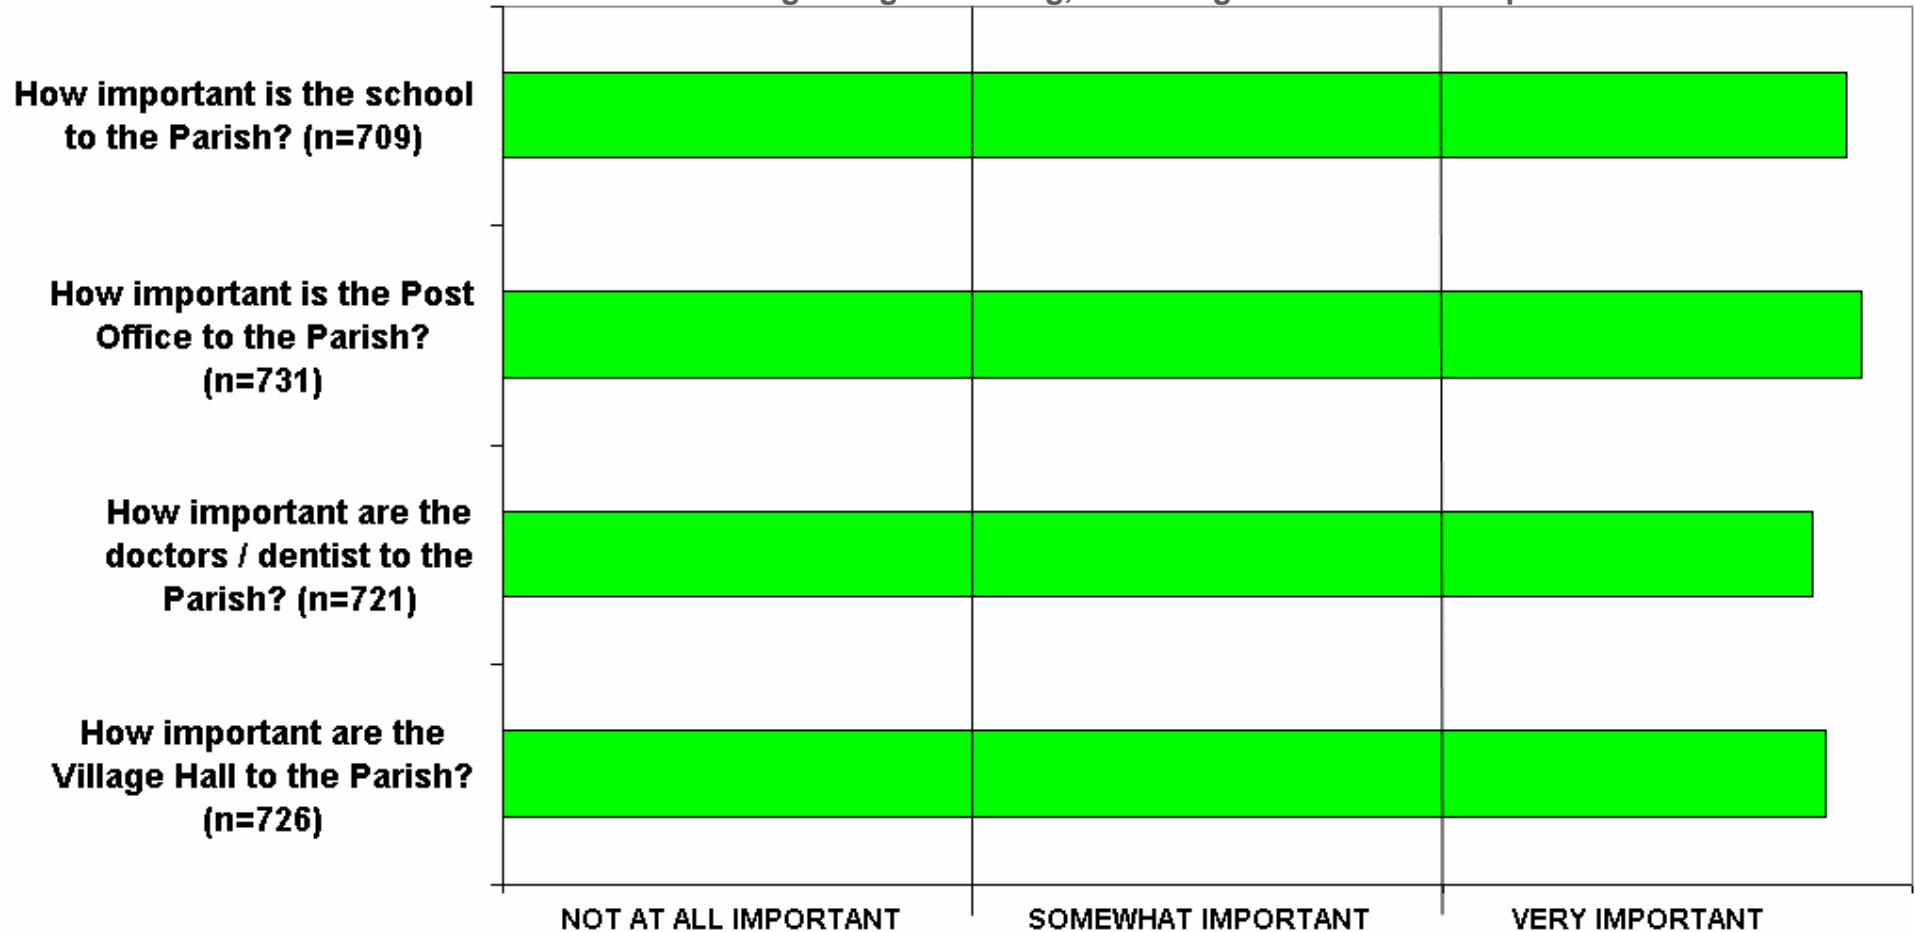 How important is the school
to the Parish? (n=709)
How important is the Post
Office to the Parish?
(n=731)
How important are the
doctors / dentist to the
Parish? (n=721)
How important are the
Village Hall to the Parish?
(n=726)
NOT AT ALL IMPORTANT SOMEWHAT IMPORTANT VERY IMPORTANT